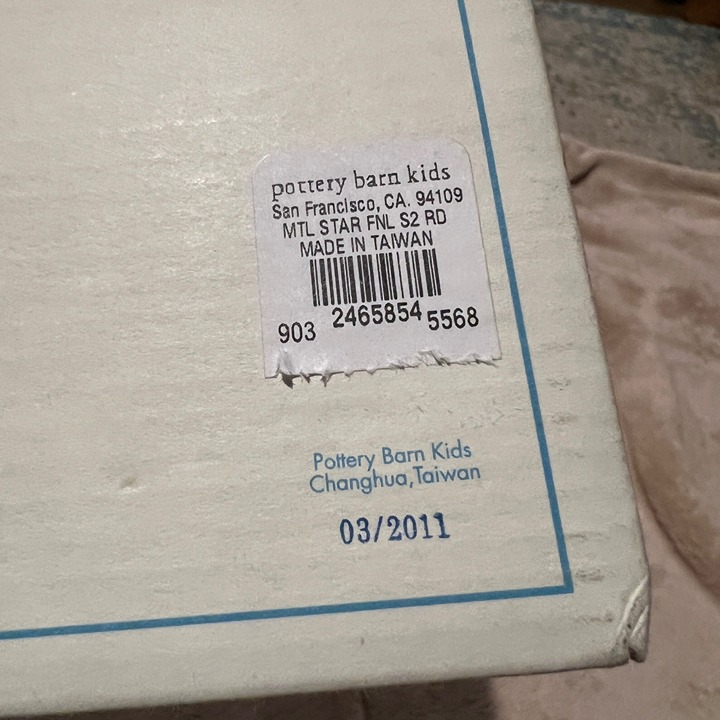 pottery barn kids
San Francisco, CA. 94109
MTL STAR FNL S2 RD
MADE IN TAIWAN
903 2465854 5568
Pottery Barn Kids
Changhua,Taiwan
03/2011